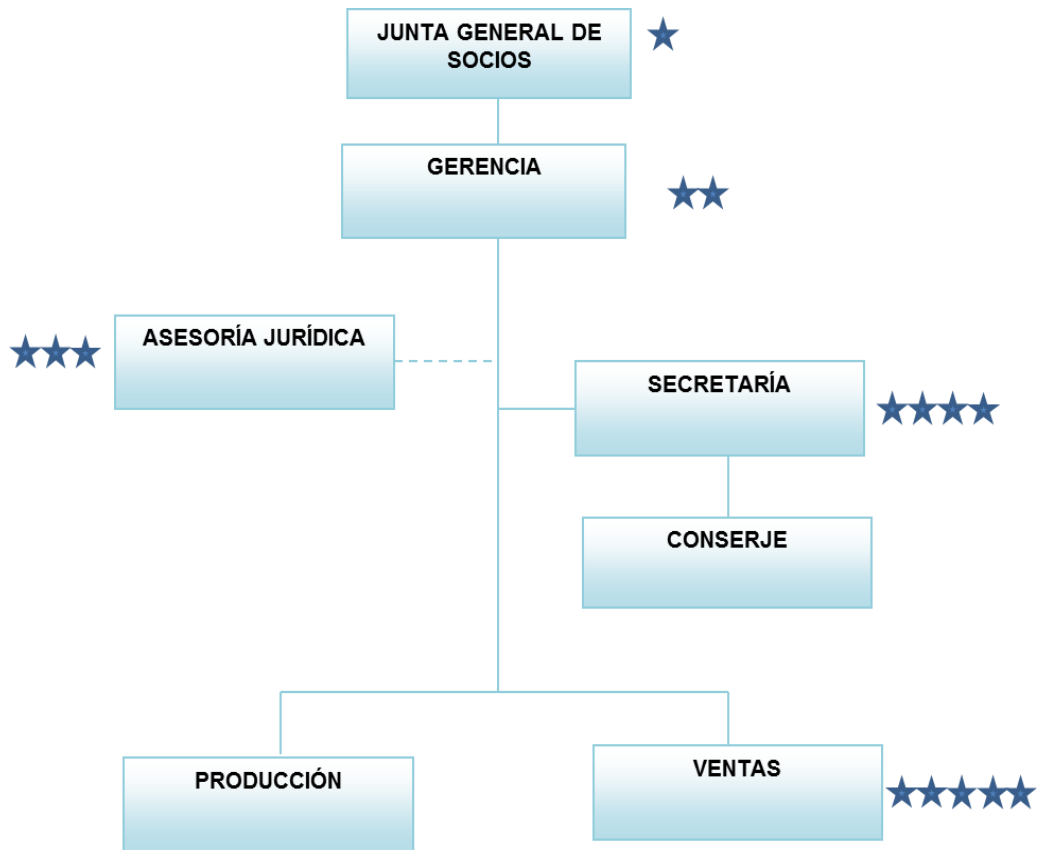 JUNTA GENERAL DE
SOCIOS
GERENCIA
ASESORÍA JURÍDICA
SECRETARÍA
CONSERJE
PRODUCCIÓN
VENTAS